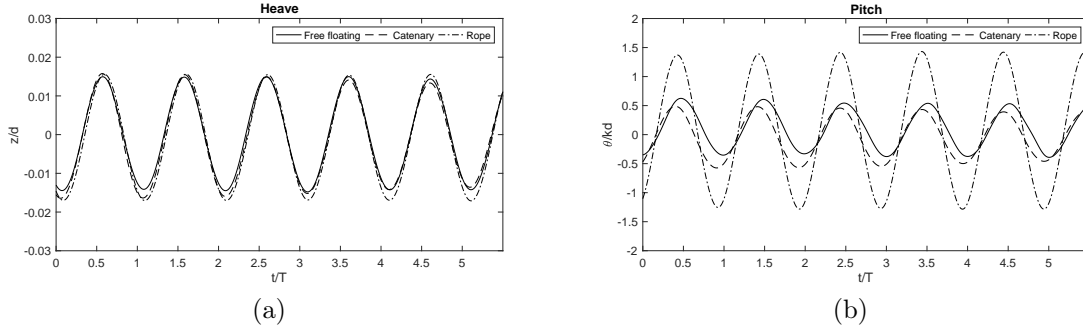 Heave
0.03
0.02
0.01
0
-0.01
-0.02
-0.03
z/d
Free floating Catenary Rope
0 0.5 1 1.5 2 2.5 3 3.5 4 4.5 5
t/T
(a)
Pitch
2
1.5
1
0.5
0
-0.5
-1
-1.5
-2
θ/kd
Free floating Catenary Rope
0 0.5 1 1.5 2 2.5 3 3.5 4 4.5 5
t/T
(b)